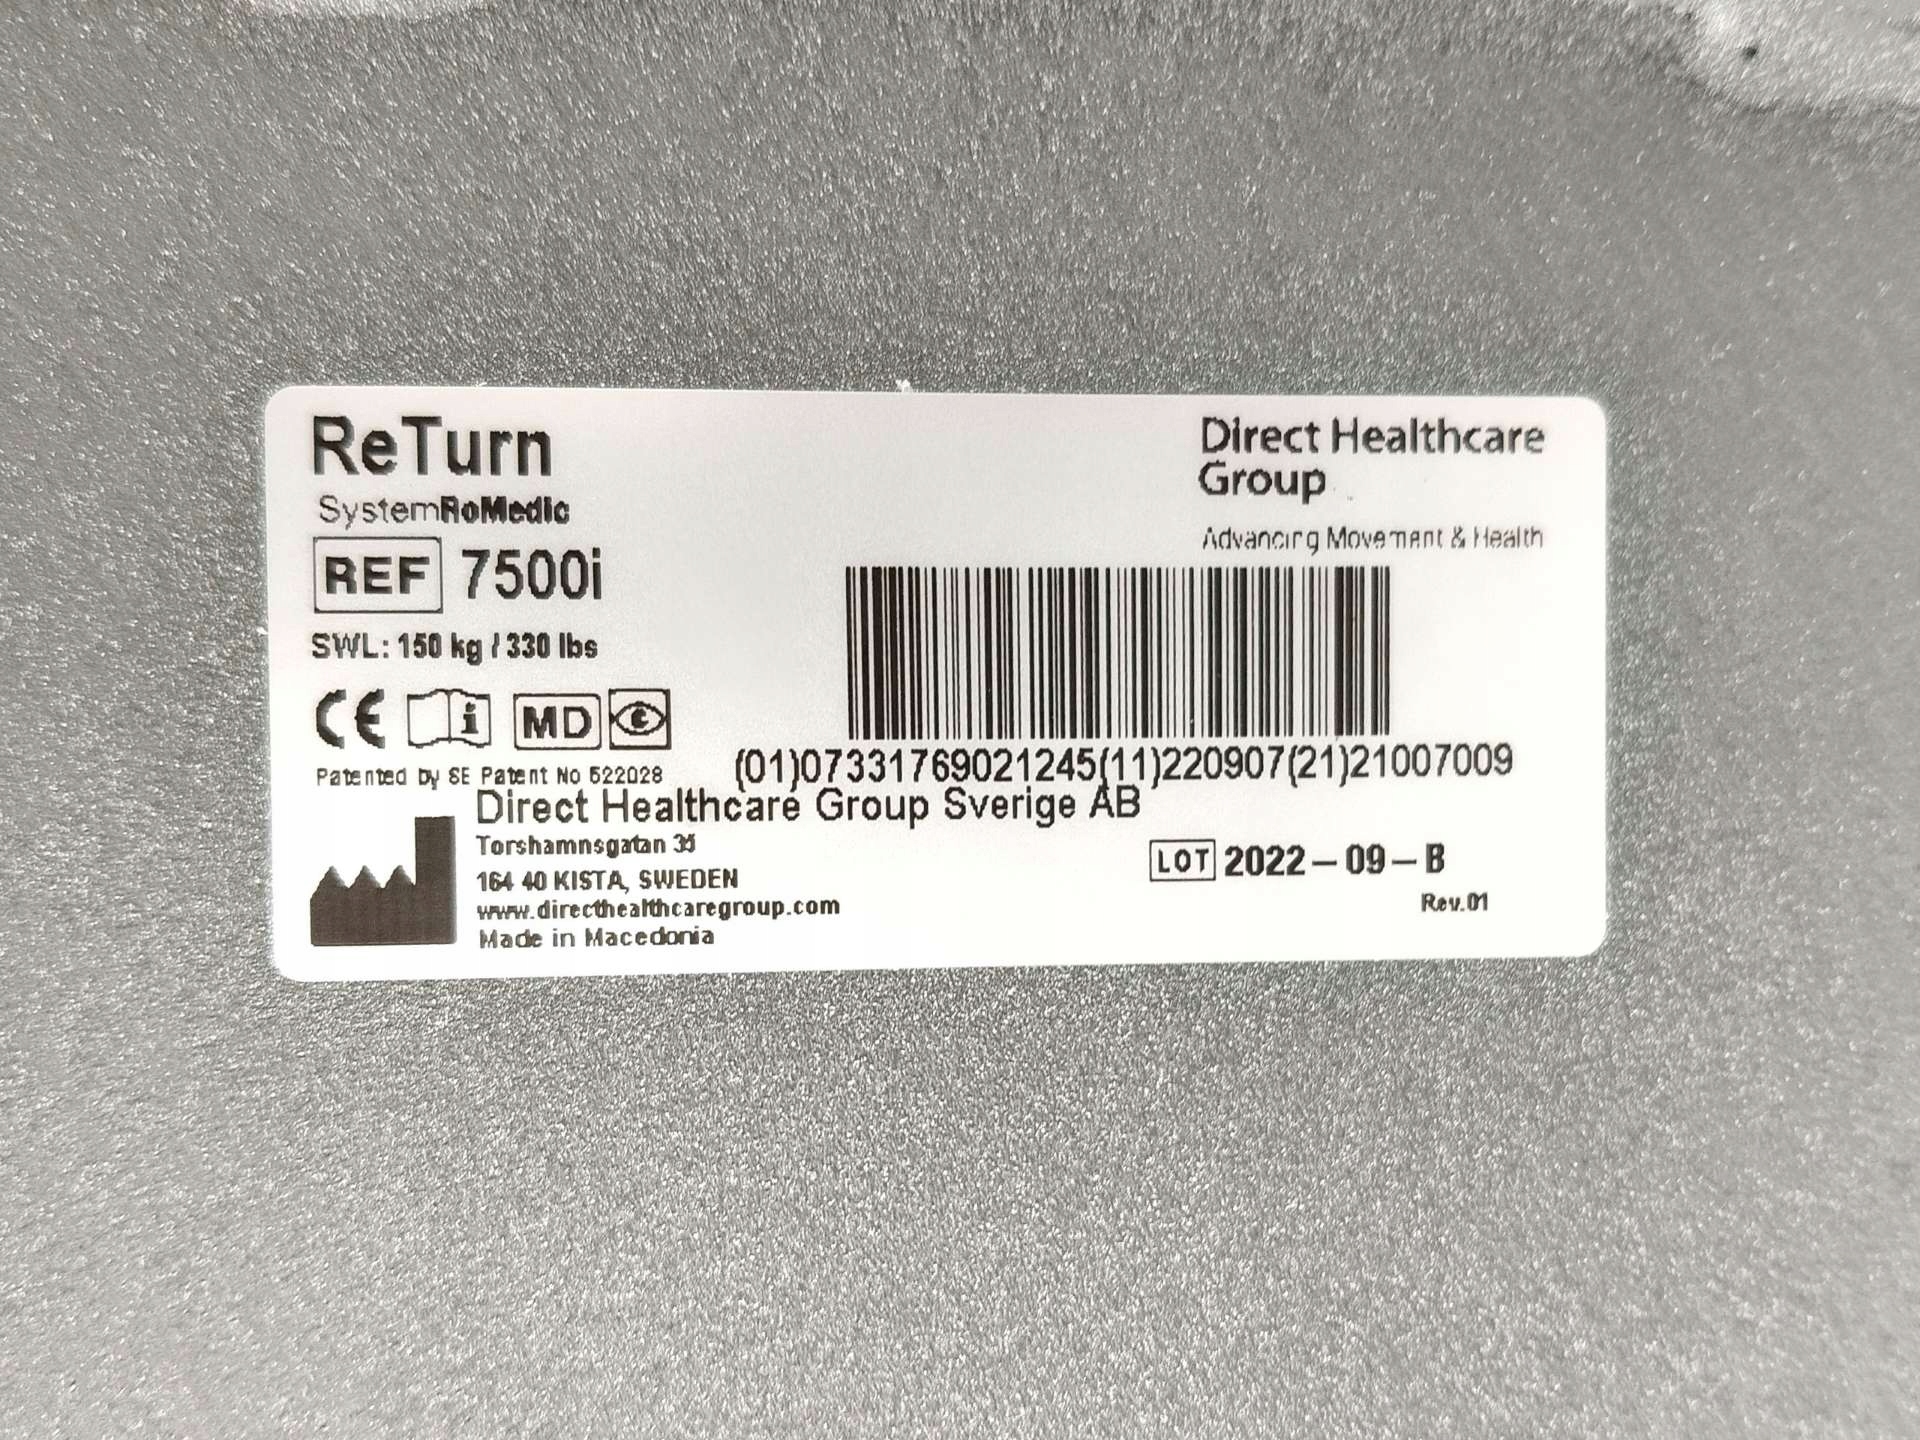 ReTurn
SystemRoMedic
REF 7500i
SWL: 150 kg / 330 lbs
CE i MD
Patented by SE Patent No 522028
Direct Healthcare
Group
Advancing Movement & Health
(01)07331769021245(11)220907(21)21007009
Direct Healthcare Group Sverige AB
Torshamnsgatan 35
164 40 KISTA, SWEDEN
www.directhealthcaregroup.com
Made in Macedonia
LOT 2022-09-B
Rev.01